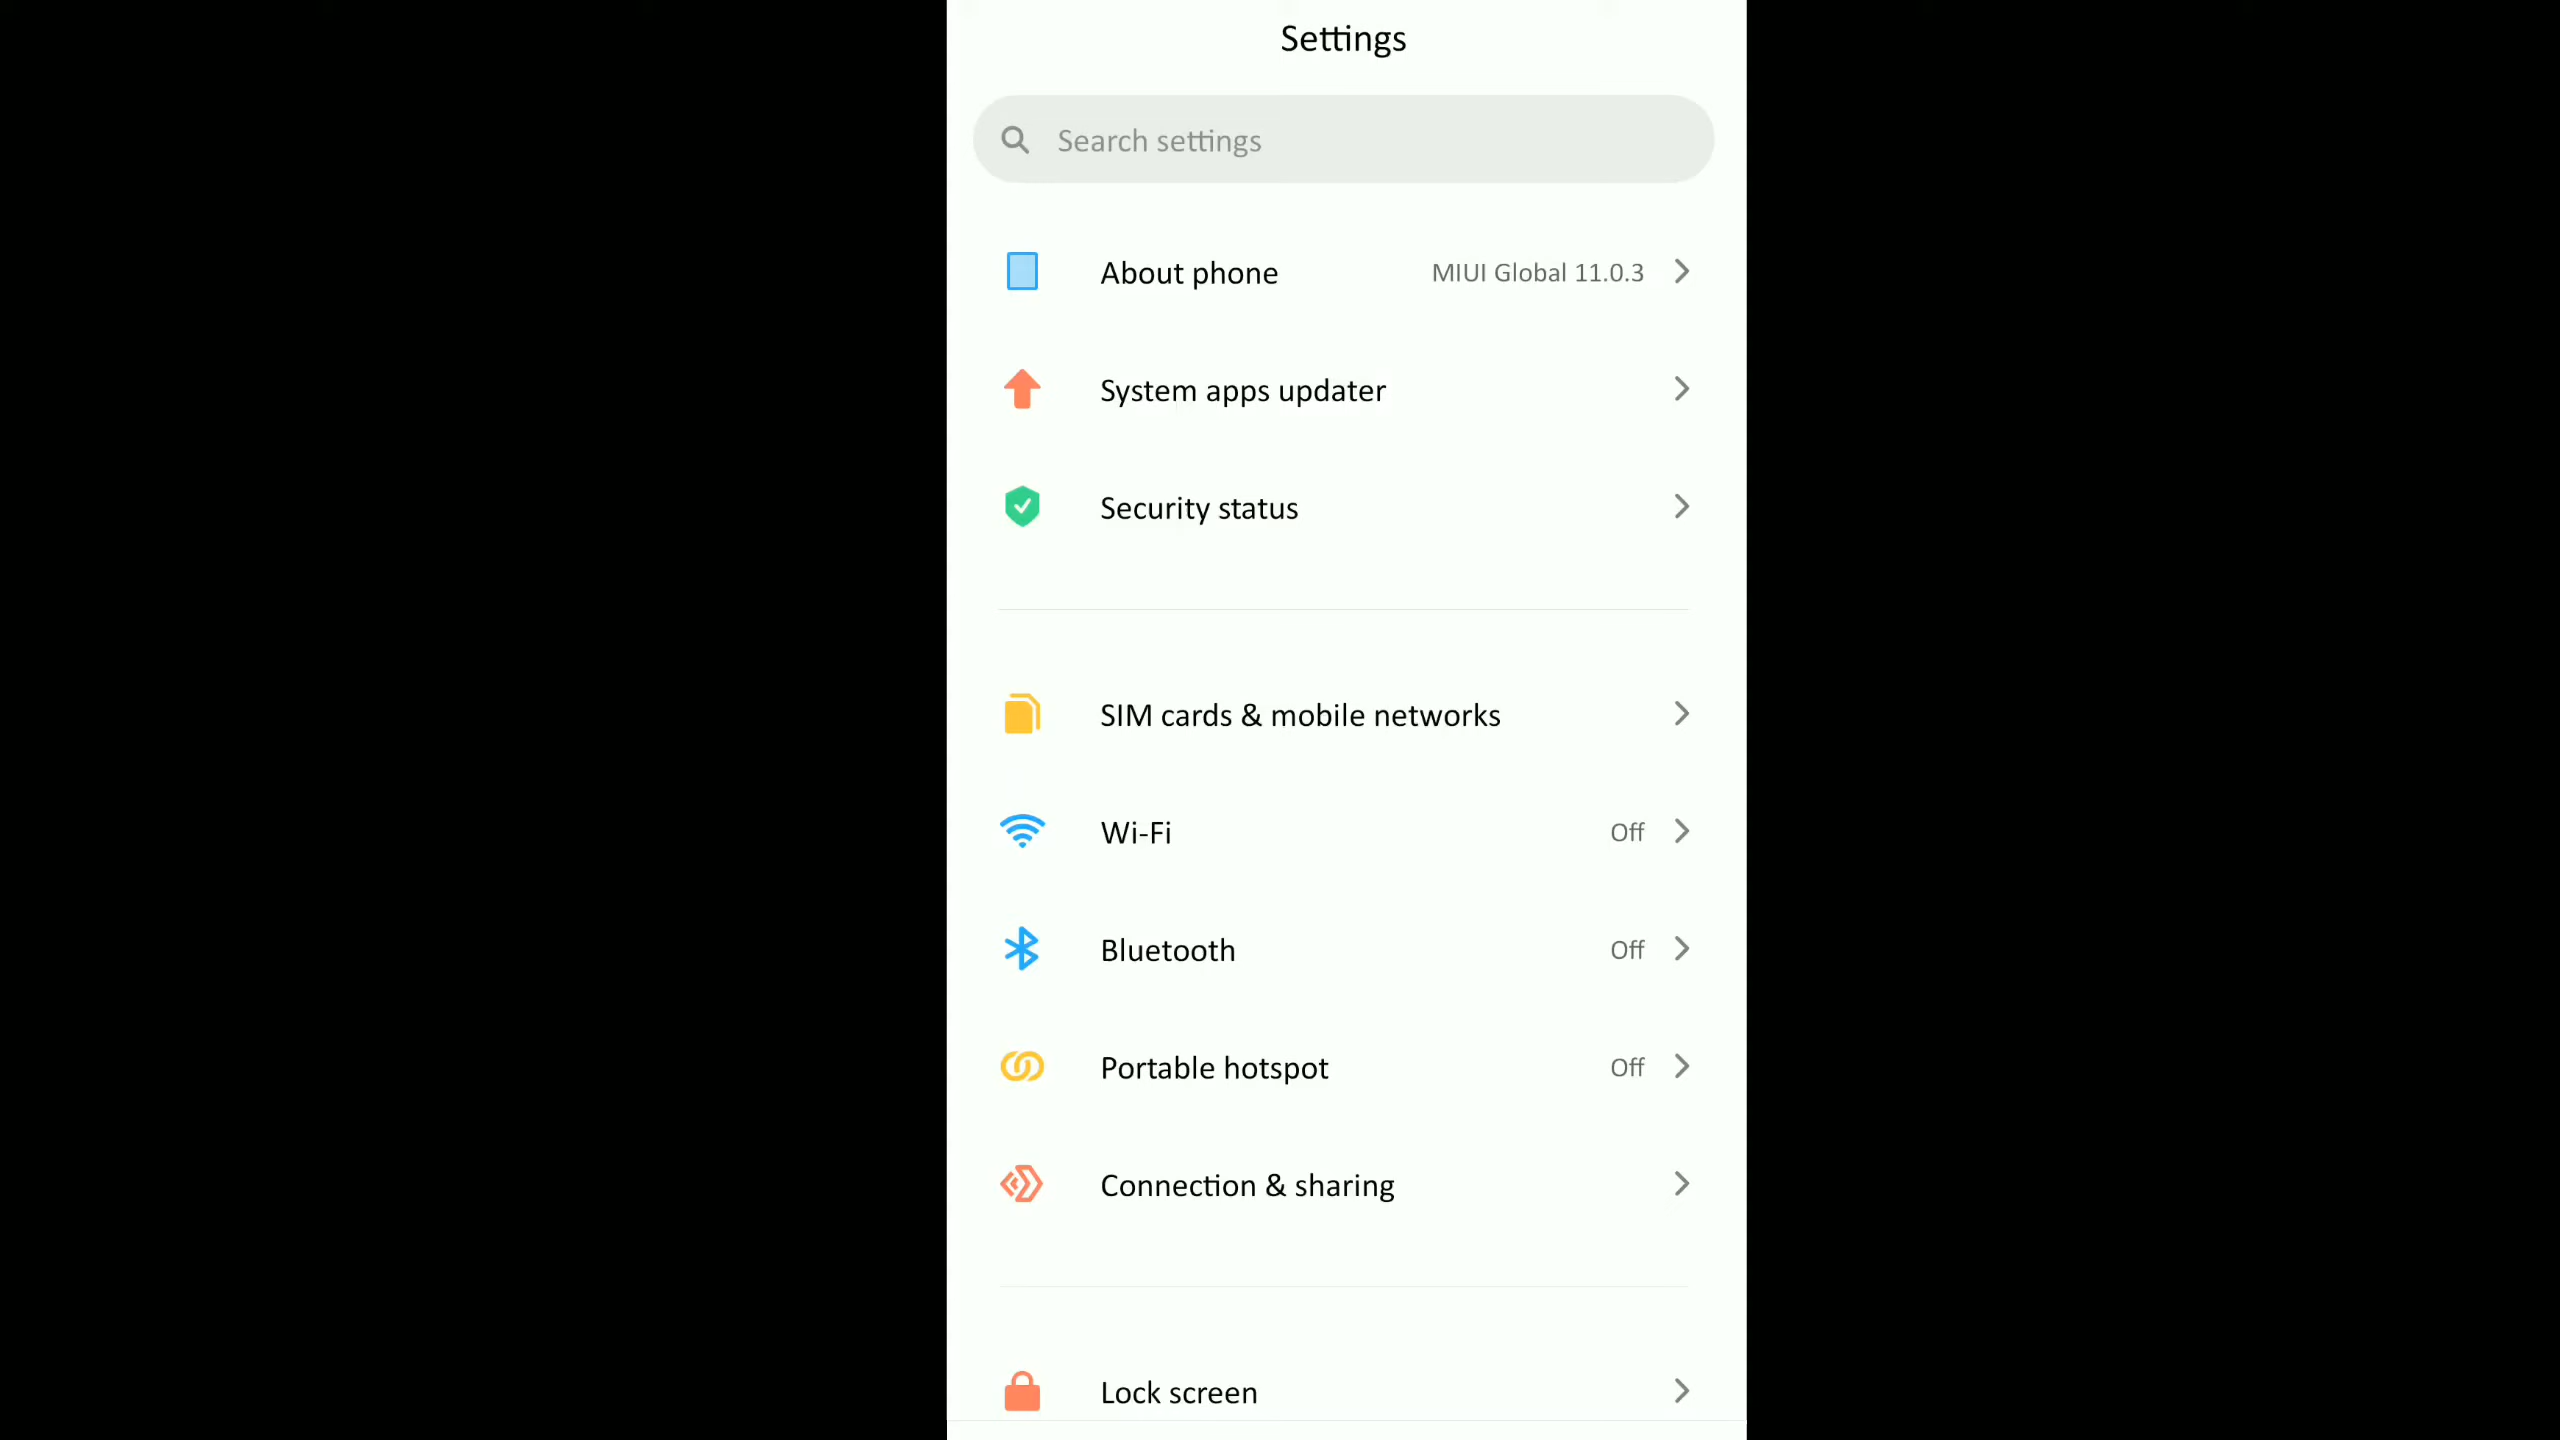 Settings
Search settings
About phone MIUI Global 11.0.3
System apps updater
Security status
SIM cards & mobile networks
Wi-Fi Off
Bluetooth Off
Portable hotspot Off
Connection & sharing
Lock screen